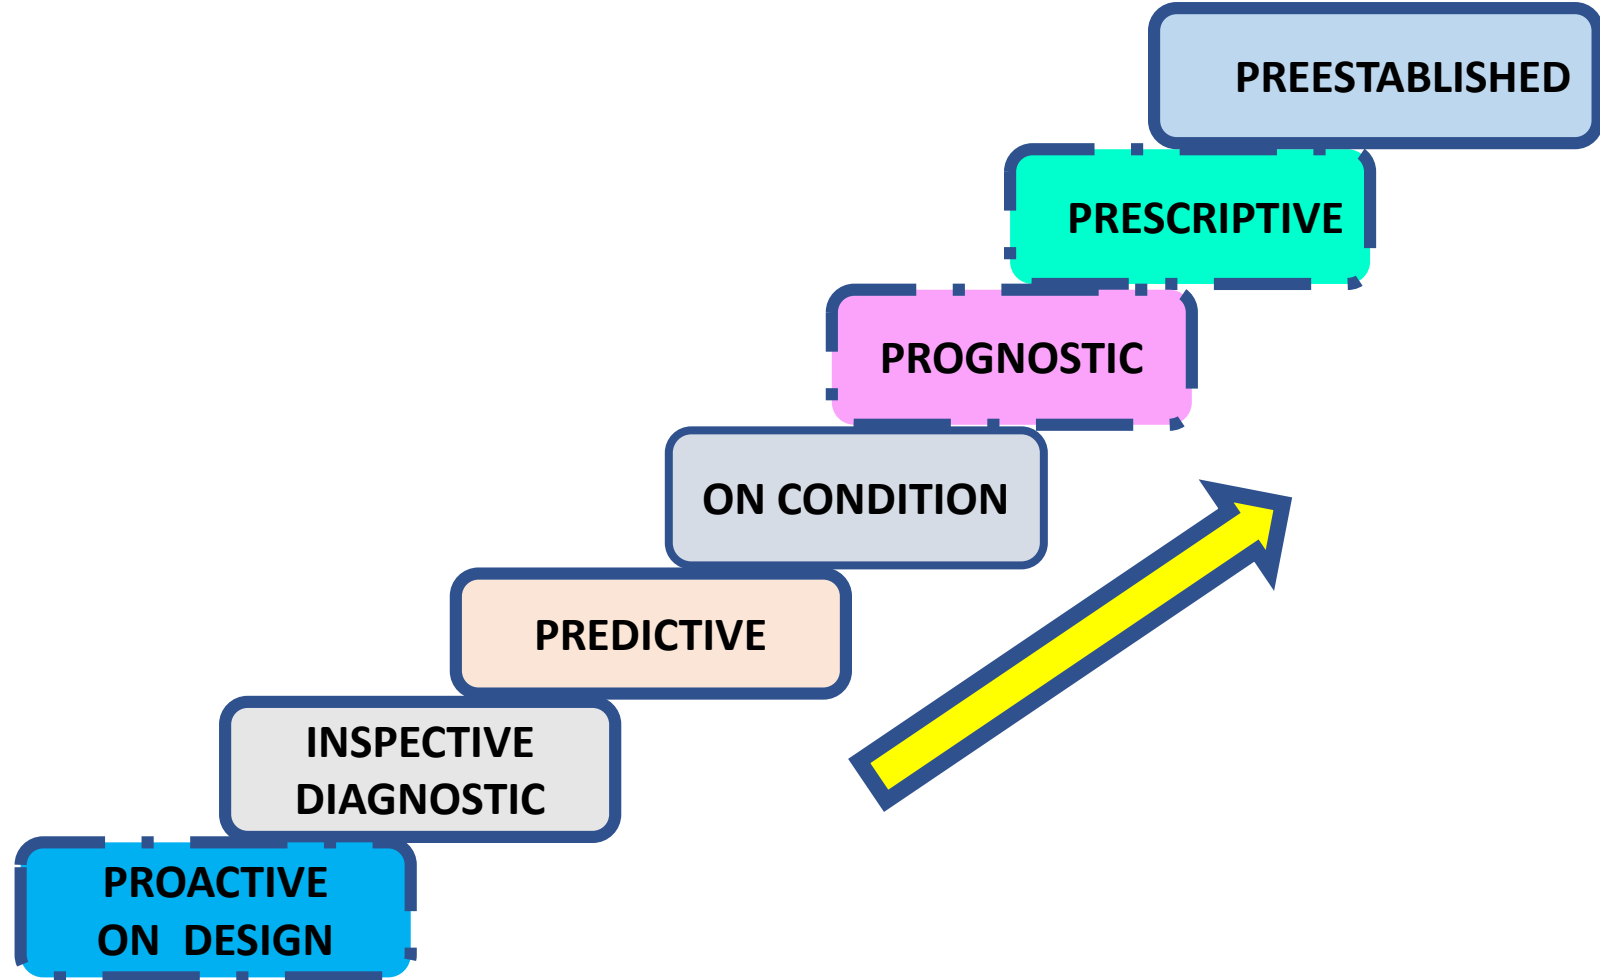 PREESTABLISHED
PRESCRIPTIVE
PROGNOSTIC
ON CONDITION
PREDICTIVE
INSPECTIVE
DIAGNOSTIC
PROACTIVE
ON DESIGN